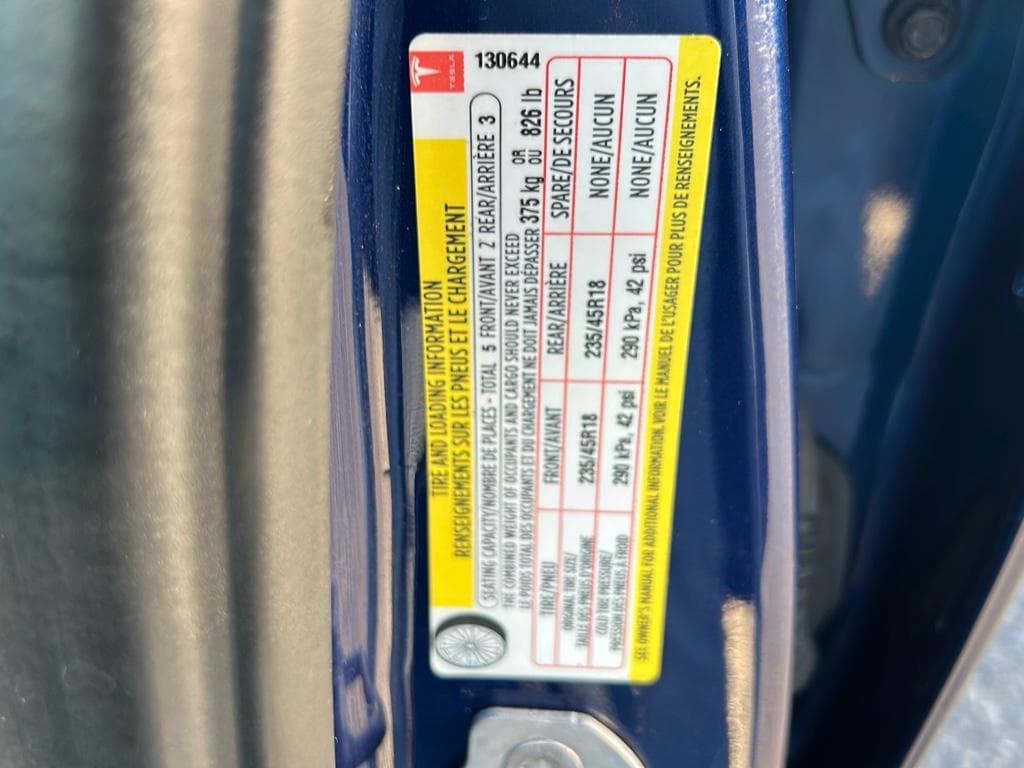 TESLA
130644
TIRE AND LOADING INFORMATION
RENSEIGNEMENTS SUR LES PNEUS ET LE CHARGEMENT
SEATING CAPACITY/NOMBRE DE PLACES - TOTAL 5 FRONT/AVANT 2 REAR/ARRIÈRE 3
THE COMBINED WEIGHT OF OCCUPANTS AND CARGO SHOULD NEVER EXCEED
LE POIDS TOTAL DES OCCUPANTS ET DU CHARGEMENT NE DOIT JAMAIS DÉPASSER 375 kg OR OU 826 lb
TIRE/PNEU FRONT/AVANT REAR/ARRIÈRE SPARE/DE SECOURS
ORIGINAL TIRE SIZE/
TAILLE DES PNEUS D'ORIGINE 235/45R18 235/45R18 NONE/AUCUN
COLD TIRE PRESSURE/
PRESSION DES PNEUS À FROID 290 kPa, 42 psi 290 kPa, 42 psi NONE/AUCUN
SEE OWNER'S MANUAL FOR ADDITIONAL INFORMATION. VOIR LE MANUEL DE L'USAGER POUR PLUS DE RENSEIGNEMENTS.